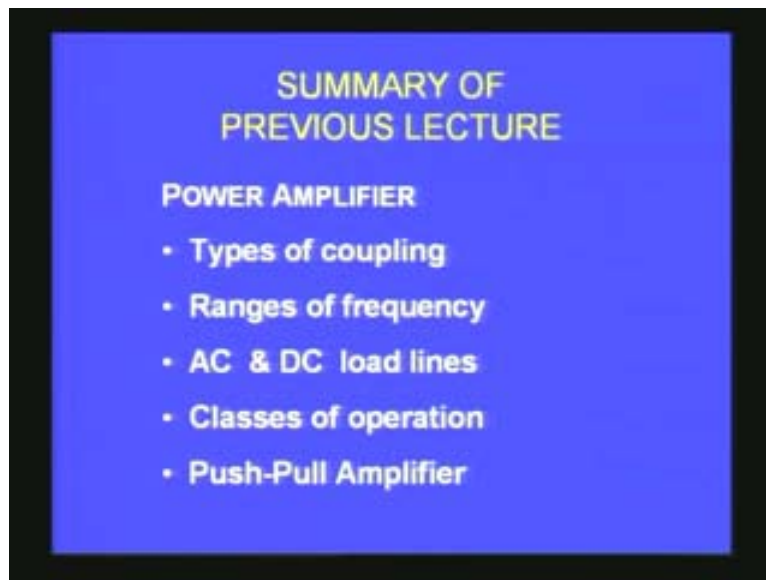 SUMMARY OF
PREVIOUS LECTURE
POWER AMPLIFIER
• Types of coupling
• Ranges of frequency
• AC & DC load lines
• Classes of operation
• Push-Pull Amplifier